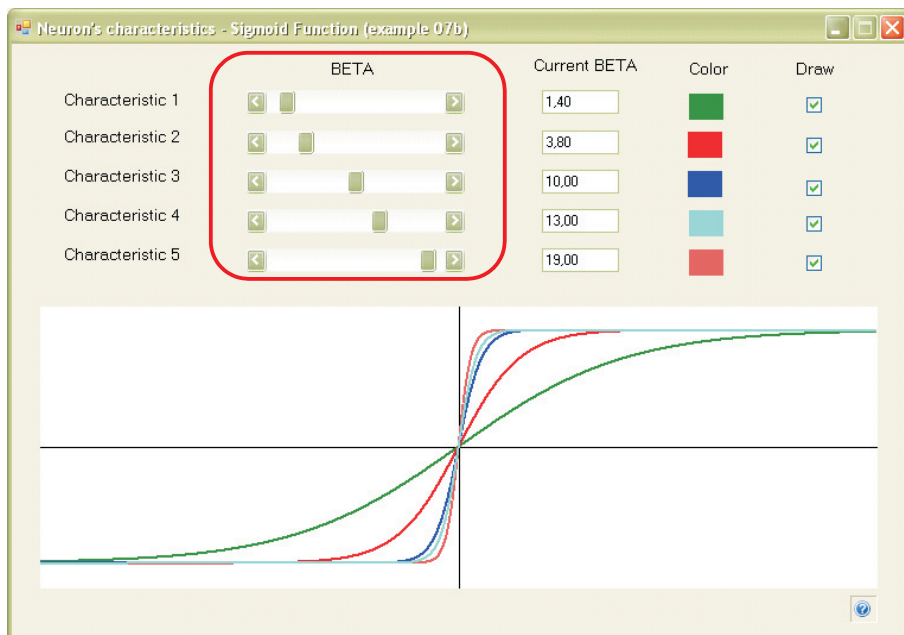 Neuron's characteristics - Sigmoid Function (example 07b)
BETA Current BETA Color Draw
Characteristic 1 1,40
Characteristic 2 3,80
Characteristic 3 10,00
Characteristic 4 13,00
Characteristic 5 19,00
?